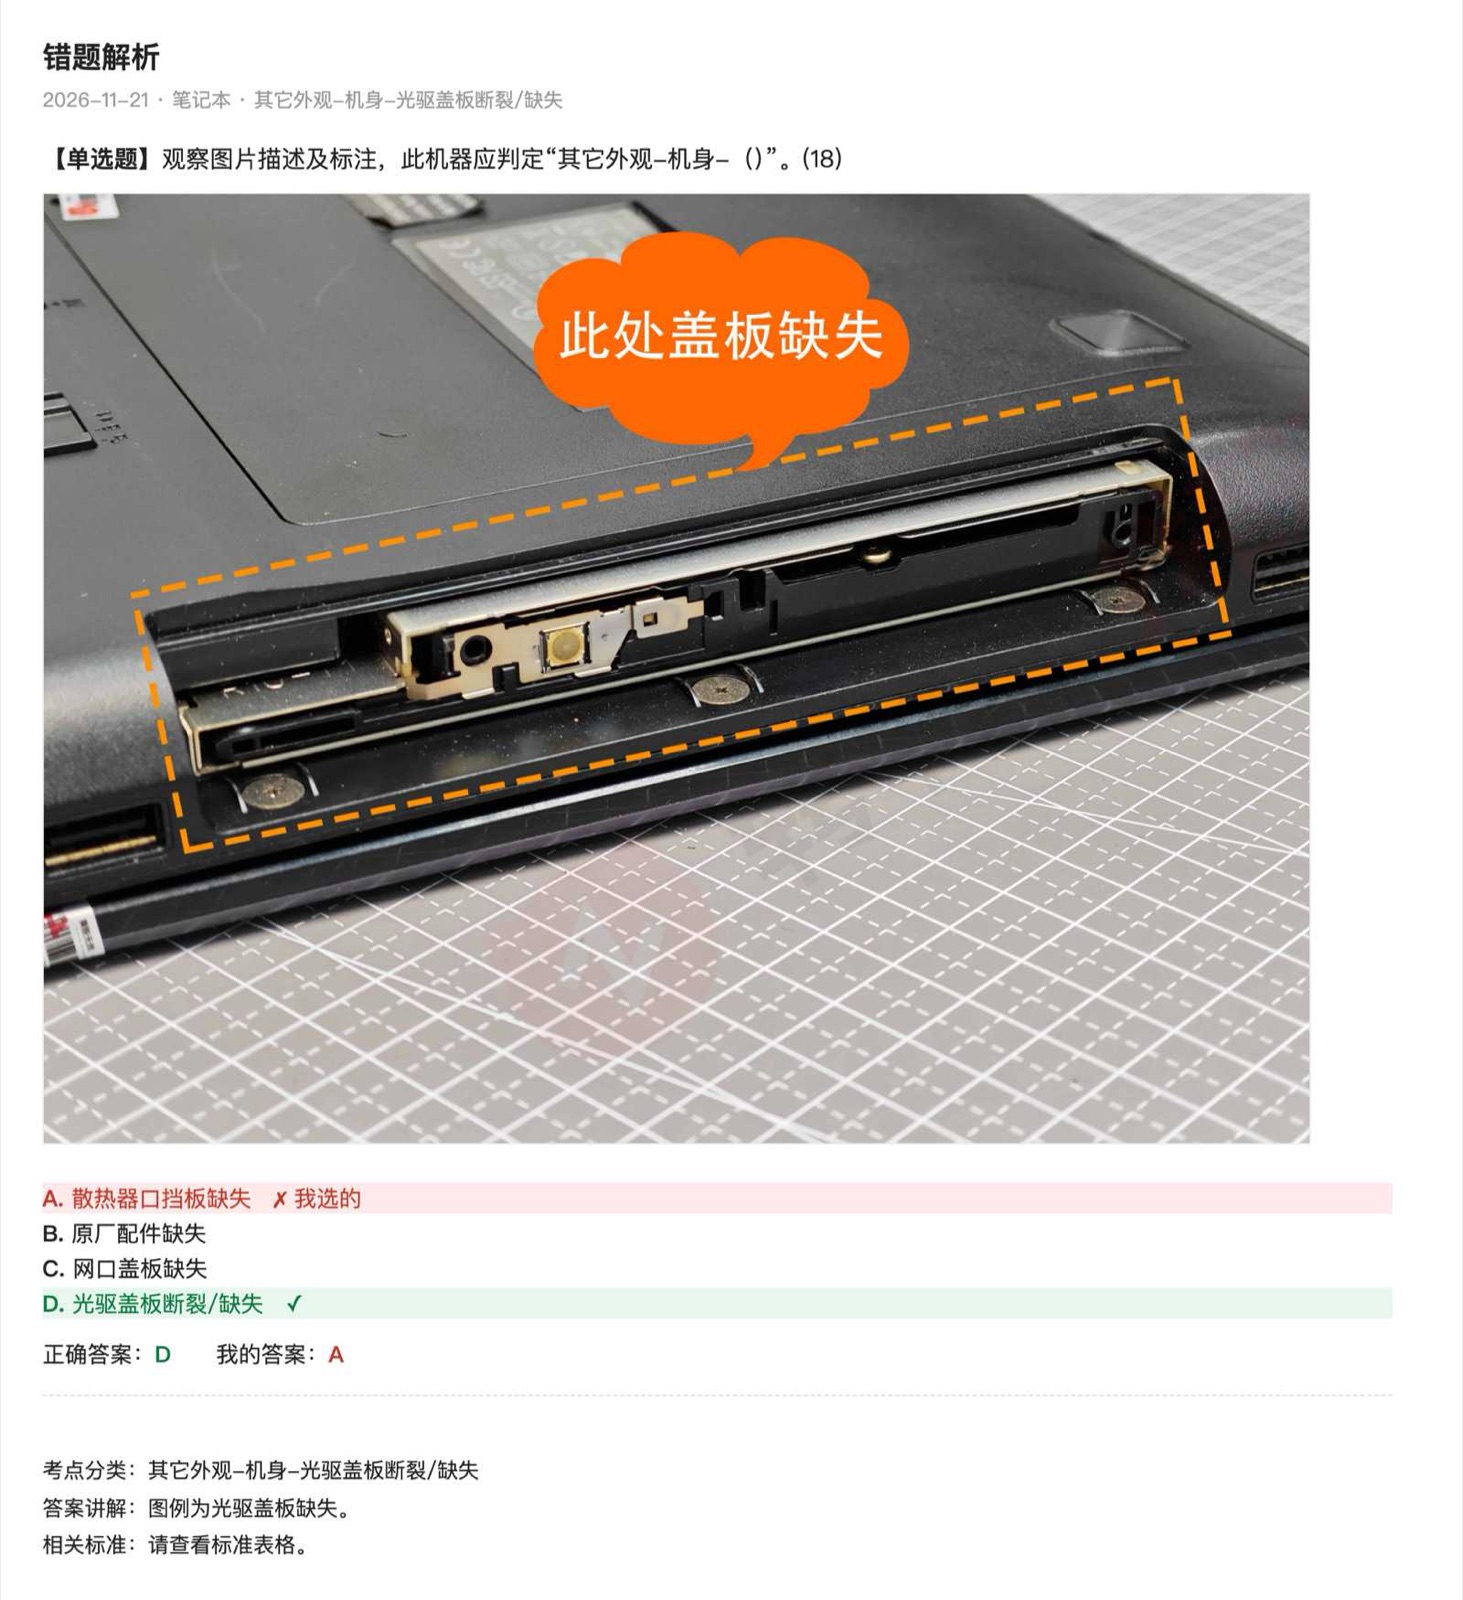 错题解析
2026-11-21 · 笔记本 · 其它外观-机身-光驱盖板断裂/缺失
【单选题】观察图片描述及标注，此机器应判定“其它外观-机身-（）”。(18)
此处盖板缺失
A. 散热器口挡板缺失 ✗ 我选的
B. 原厂配件缺失
C. 网口盖板缺失
D. 光驱盖板断裂/缺失 ✓
正确答案：D 我的答案：A
考点分类：其它外观-机身-光驱盖板断裂/缺失
答案讲解：图例为光驱盖板缺失。
相关标准：请查看标准表格。